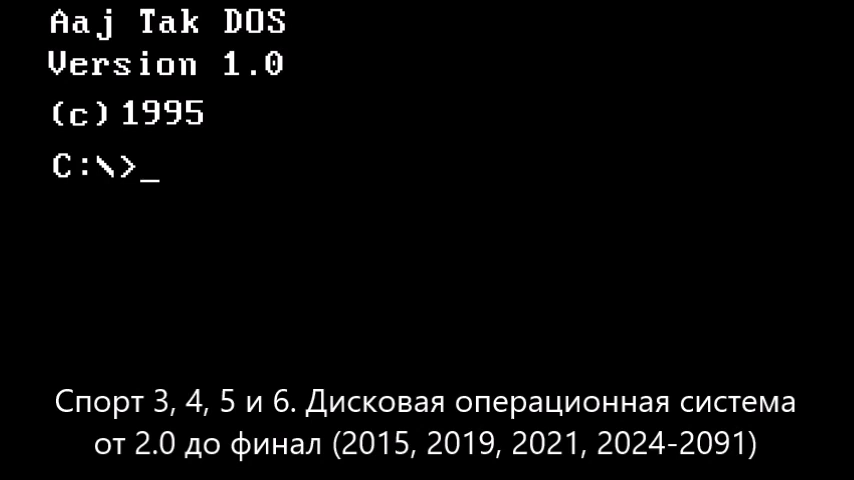 Aaj Tak DOS
Version 1.0
(c) 1995
C:\>_
Спорт 3, 4, 5 и 6. Дисковая операционная система
от 2.0 до финал (2015, 2019, 2021, 2024-2091)